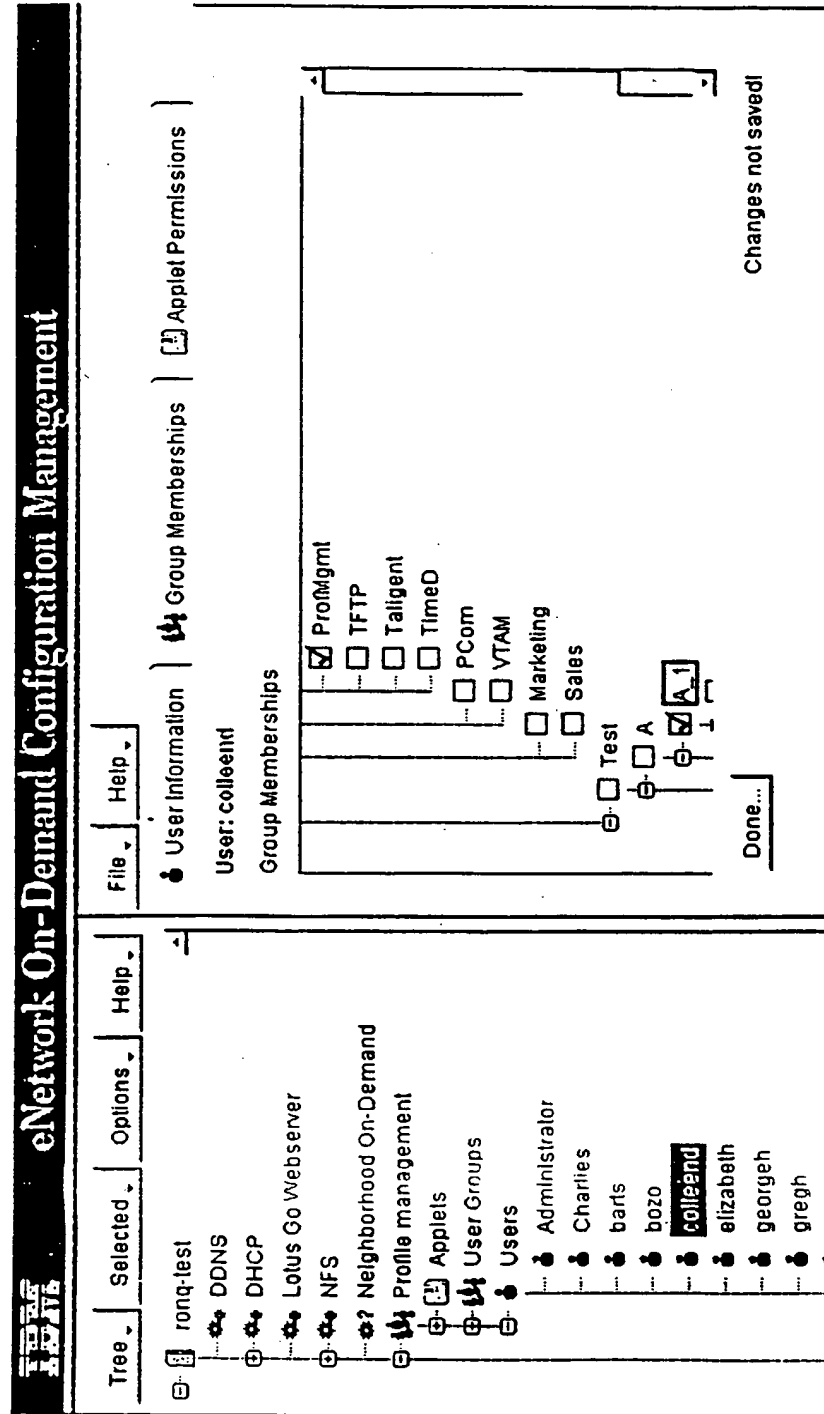 IBM eNetwork On-Demand Configuration Management
Tree Selected Options Help
ronq-test
DDNS
DHCP
Lotus Go Webserver
NFS
Neighborhood On-Demand
Profile management
Applets
User Groups
Users
Administrator
Charlies
barts
bozo
colleend
elizabeth
georgeh
gregh
File Help
User Information Group Memberships Applet Permissions
User: colleend
Group Memberships
ProfMgmt
TFTP
Taligent
TimeD
PCom
VTAM
Marketing
Sales
Test
A
A_1
Done...
Changes not saved!